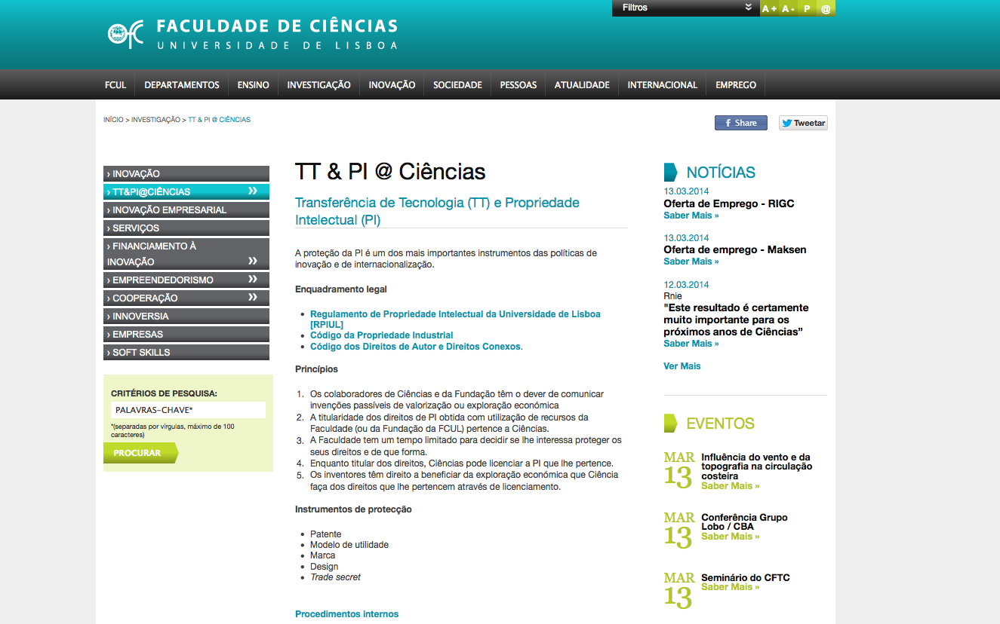 Filtros
A + A - P @
FACULDADE DE CIÊNCIAS
UNIVERSIDADE DE LISBOA
FCUL DEPARTAMENTOS ENSINO INVESTIGAÇÃO INOVAÇÃO SOCIEDADE PESSOAS ATUALIDADE INTERNACIONAL EMPREGO
INÍCIO > INVESTIGAÇÃO > TT & PI @ CIÊNCIAS
f Share
Tweetar
› INOVAÇÃO
› TT&PI@CIÊNCIAS »
› INOVAÇÃO EMPRESARIAL
› SERVIÇOS
› FINANCIAMENTO À
INOVAÇÃO »
› EMPREENDEDORISMO »
› COOPERAÇÃO »
› INNOVERSIA
› EMPRESAS
› SOFT SKILLS
CRITÉRIOS DE PESQUISA:
PALAVRAS-CHAVE*
*(separadas por vírgulas, máximo de 100
caracteres)
PROCURAR
TT & PI @ Ciências
Transferência de Tecnologia (TT) e Propriedade
Intelectual (PI)
A proteção da PI é um dos mais importantes instrumentos das políticas de
inovação e de internacionalização.
Enquadramento legal
• Regulamento de Propriedade Intelectual da Universidade de Lisboa
[RPIUL]
• Código da Propriedade Industrial
• Código dos Direitos de Autor e Direitos Conexos.
Princípios
1. Os colaboradores de Ciências e da Fundação têm o dever de comunicar
invenções passíveis de valorização ou exploração económica
2. A titularidade dos direitos de PI obtida com utilização de recursos da
Faculdade (ou da Fundação da FCUL) pertence a Ciências.
3. A Faculdade tem um tempo limitado para decidir se lhe interessa proteger os
seus direitos e de que forma.
4. Enquanto titular dos direitos, Ciências pode licenciar a PI que lhe pertence.
5. Os inventores têm direito a beneficiar da exploração económica que Ciência
faça dos direitos que lhe pertencem através de licenciamento.
Instrumentos de protecção
• Patente
• Modelo de utilidade
• Marca
• Design
• Trade secret
Procedimentos internos
NOTÍCIAS
13.03.2014
Oferta de Emprego - RIGC
Saber Mais »
13.03.2014
Oferta de emprego - Maksen
Saber Mais »
12.03.2014
Rnie
"Este resultado é certamente
muito importante para os
próximos anos de Ciências”
Saber Mais »
Ver Mais
EVENTOS
MAR
13
Influência do vento e da
topografia na circulação
costeira
Saber Mais »
MAR
13
Conferência Grupo
Lobo / CBA
Saber Mais »
MAR
13
Seminário do CFTC
Saber Mais »